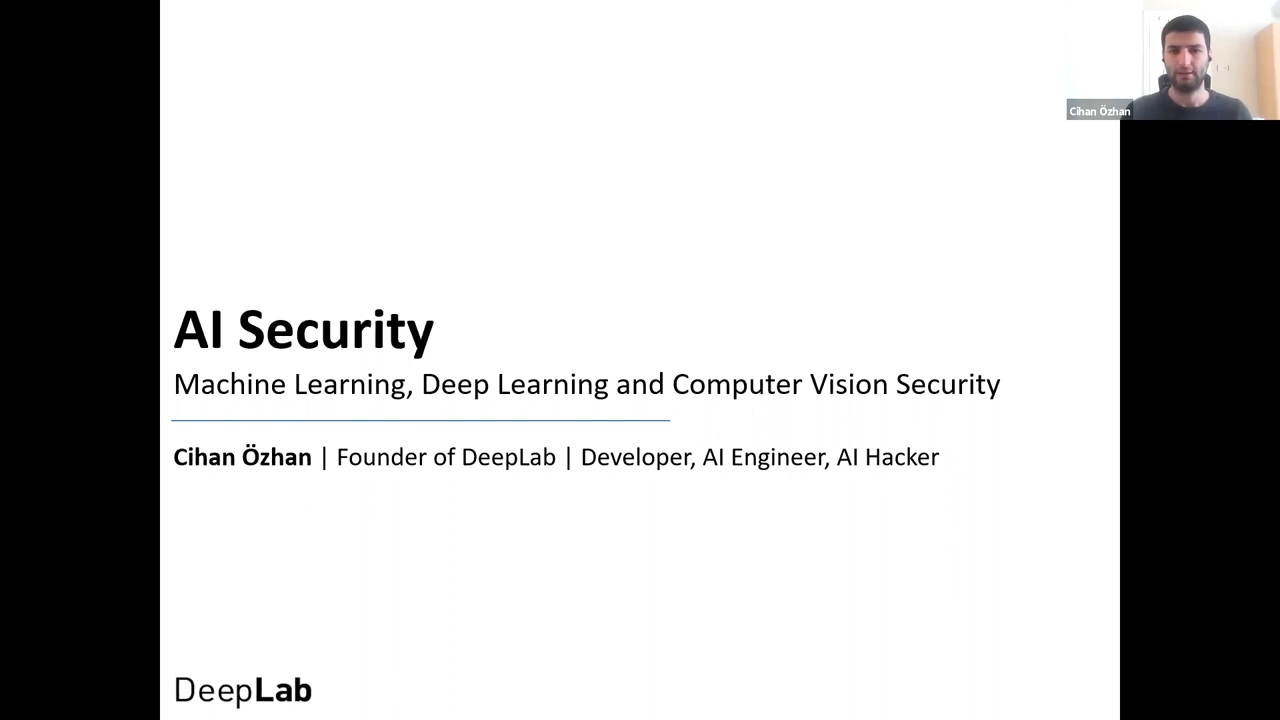 Cihan Özhan
AI Security
Machine Learning, Deep Learning and Computer Vision Security
Cihan Özhan | Founder of DeepLab | Developer, AI Engineer, AI Hacker
DeepLab